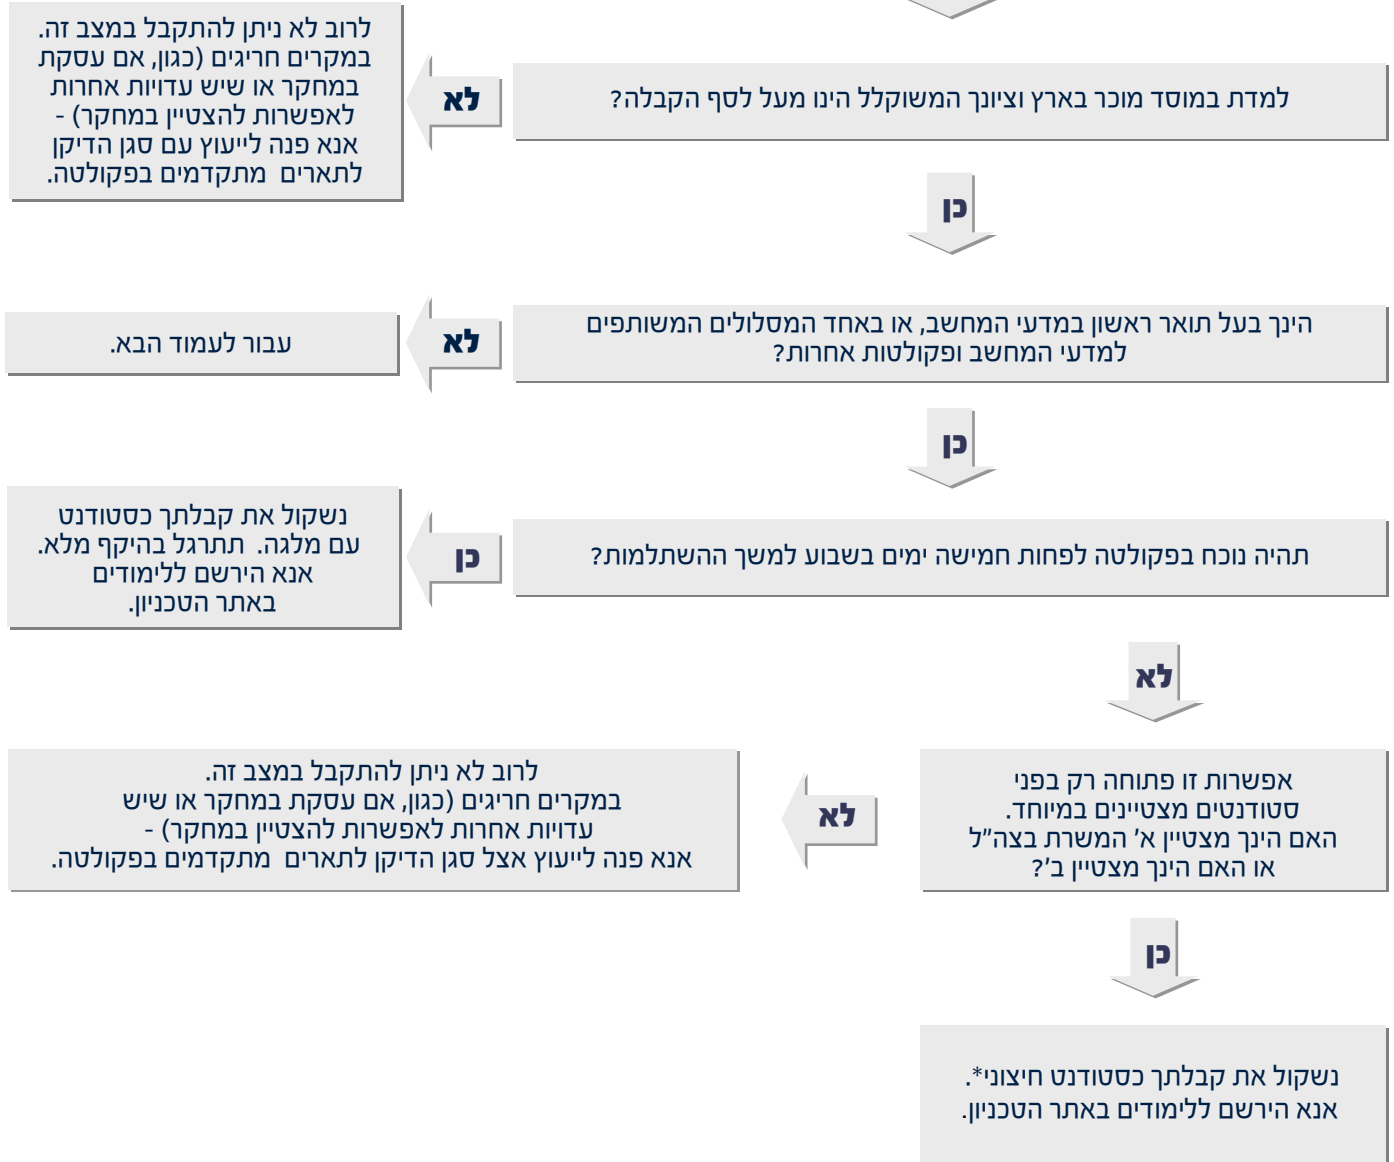 למדת במוסד מוכר בארץ וציונך המשוקלל הינו מעל לסף הקבלה?
לא
לרוב לא ניתן להתקבל במצב זה.
במקרים חריגים (כגון, אם עסקת
במחקר או שיש עדויות אחרות
לאפשרות להצטיין במחקר) -
אנא פנה לייעוץ עם סגן הדיקן
לתארים מתקדמים בפקולטה.
כן
הינך בעל תואר ראשון במדעי המחשב, או באחד המסלולים המשותפים
למדעי המחשב ופקולטות אחרות?
לא
עבור לעמוד הבא.
כן
תהיה נוכח בפקולטה לפחות חמישה ימים בשבוע למשך ההשתלמות?
כן
נשקול את קבלתך כסטודנט
עם מלגה. תתרגל בהיקף מלא.
אנא הירשם ללימודים
באתר הטכניון.
לא
אפשרות זו פתוחה רק בפני
סטודנטים מצטיינים במיוחד.
האם הינך מצטיין א' המשרת בצה"ל
או האם הינך מצטיין ב'?
לא
לרוב לא ניתן להתקבל במצב זה.
במקרים חריגים (כגון, אם עסקת במחקר או שיש
עדויות אחרות לאפשרות להצטיין במחקר) -
אנא פנה לייעוץ אצל סגן הדיקן לתארים מתקדמים בפקולטה.
כן
נשקול את קבלתך כסטודנט חיצוני*.
אנא הירשם ללימודים באתר הטכניון.